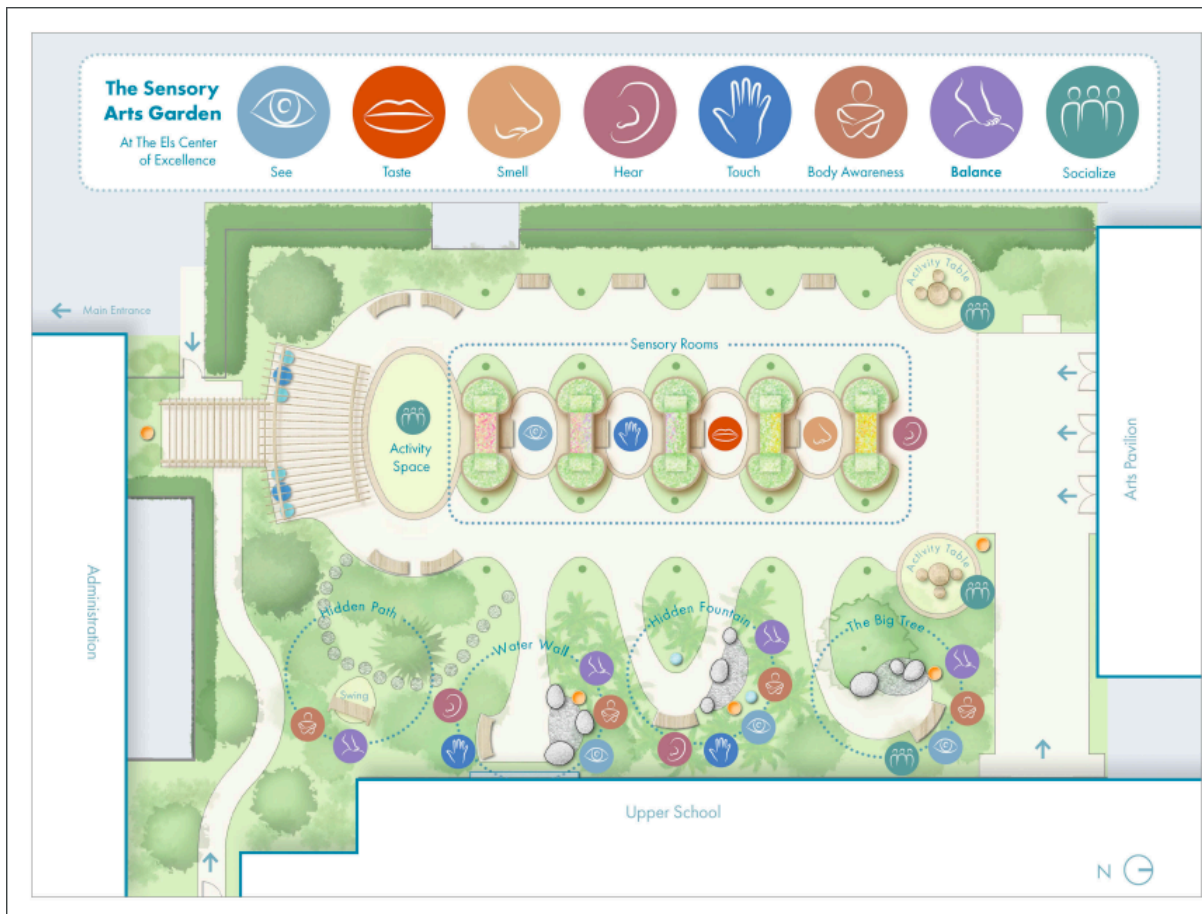 The Sensory
Arts Garden
At The Els Center
of Excellence
See
Taste
Smell
Hear
Touch
Body Awareness
Balance
Socialize
Main Entrance
Activity Table
Sensory Rooms
Activity
Space
Arts Pavilion
Administration
Activity Table
Hidden Path
Swing
Water Wall
Hidden Fountain
The Big Tree
Upper School
N